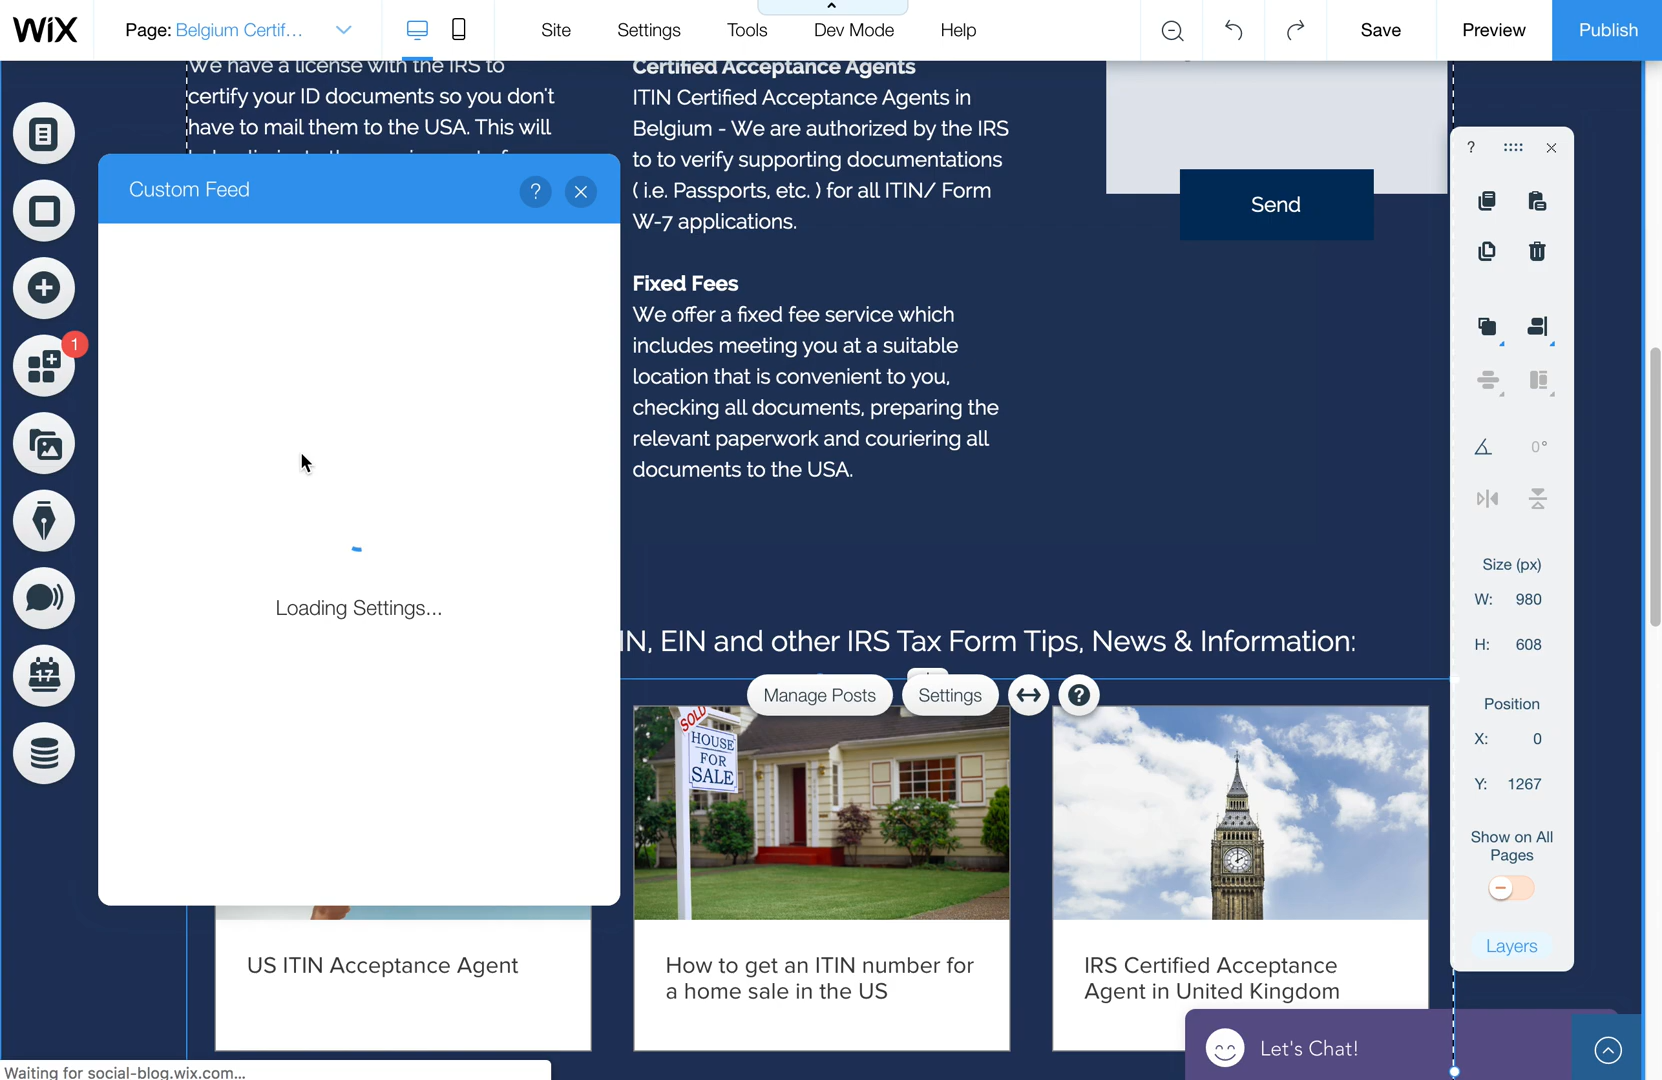 WiX
Page: Belgium Certif...
Site
Settings
Tools
Dev Mode
Help
Save
Preview
Publish
We have a license with the IRS to
certify your ID documents so you don't
have to mail them to the USA. This will
Certified Acceptance Agents
ITIN Certified Acceptance Agents in
Belgium - We are authorized by the IRS
to to verify supporting documentations
( i.e. Passports, etc. ) for all ITIN/ Form
W-7 applications.
Send
Custom Feed
?
1
17
Loading Settings...
Fixed Fees
We offer a fixed fee service which
includes meeting you at a suitable
location that is convenient to you,
checking all documents, preparing the
relevant paperwork and couriering all
documents to the USA.
IN, EIN and other IRS Tax Form Tips, News & Information:
Manage Posts
Settings
?
SOLD
HOUSE
FOR
SALE
US ITIN Acceptance Agent
How to get an ITIN number for
a home sale in the US
IRS Certified Acceptance
Agent in United Kingdom
?
0°
Size (px)
W: 980
H: 608
Position
X: 0
Y: 1267
Show on All
Pages
Layers
Let's Chat!
Waiting for social-blog.wix.com...